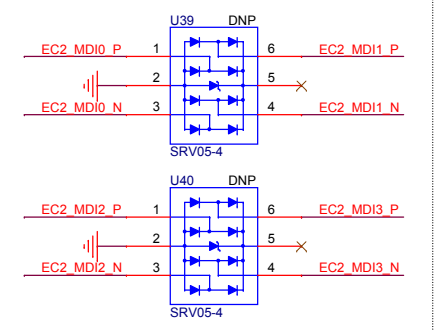 U39 DNP
EC2_MDI0_P 1 6 EC2_MDI1_P
2 5
EC2_MDI0_N 3 4 EC2_MDI1_N
SRV05-4
U40 DNP
EC2_MDI2_P 1 6 EC2_MDI3_P
2 5
EC2_MDI2_N 3 4 EC2_MDI3_N
SRV05-4